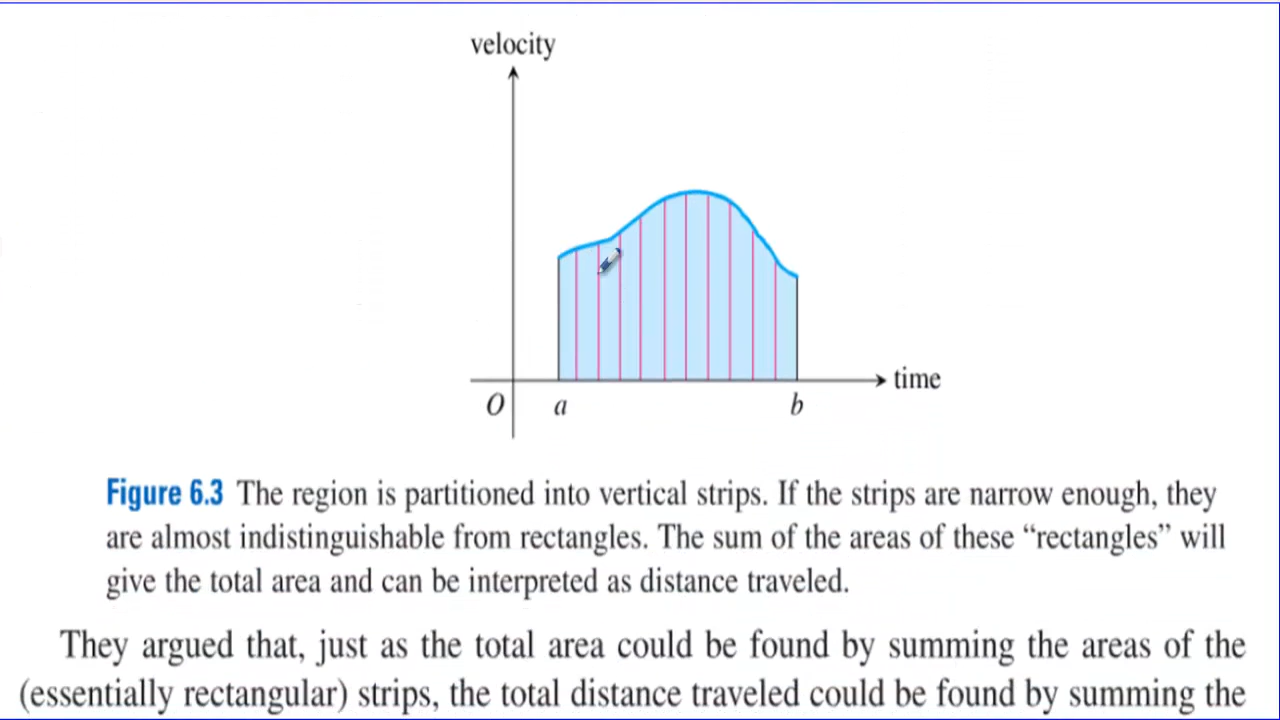 velocity
time
O a b
Figure 6.3 The region is partitioned into vertical strips. If the strips are narrow enough, they
are almost indistinguishable from rectangles. The sum of the areas of these “rectangles” will
give the total area and can be interpreted as distance traveled.
They argued that, just as the total area could be found by summing the areas of the
(essentially rectangular) strips, the total distance traveled could be found by summing the